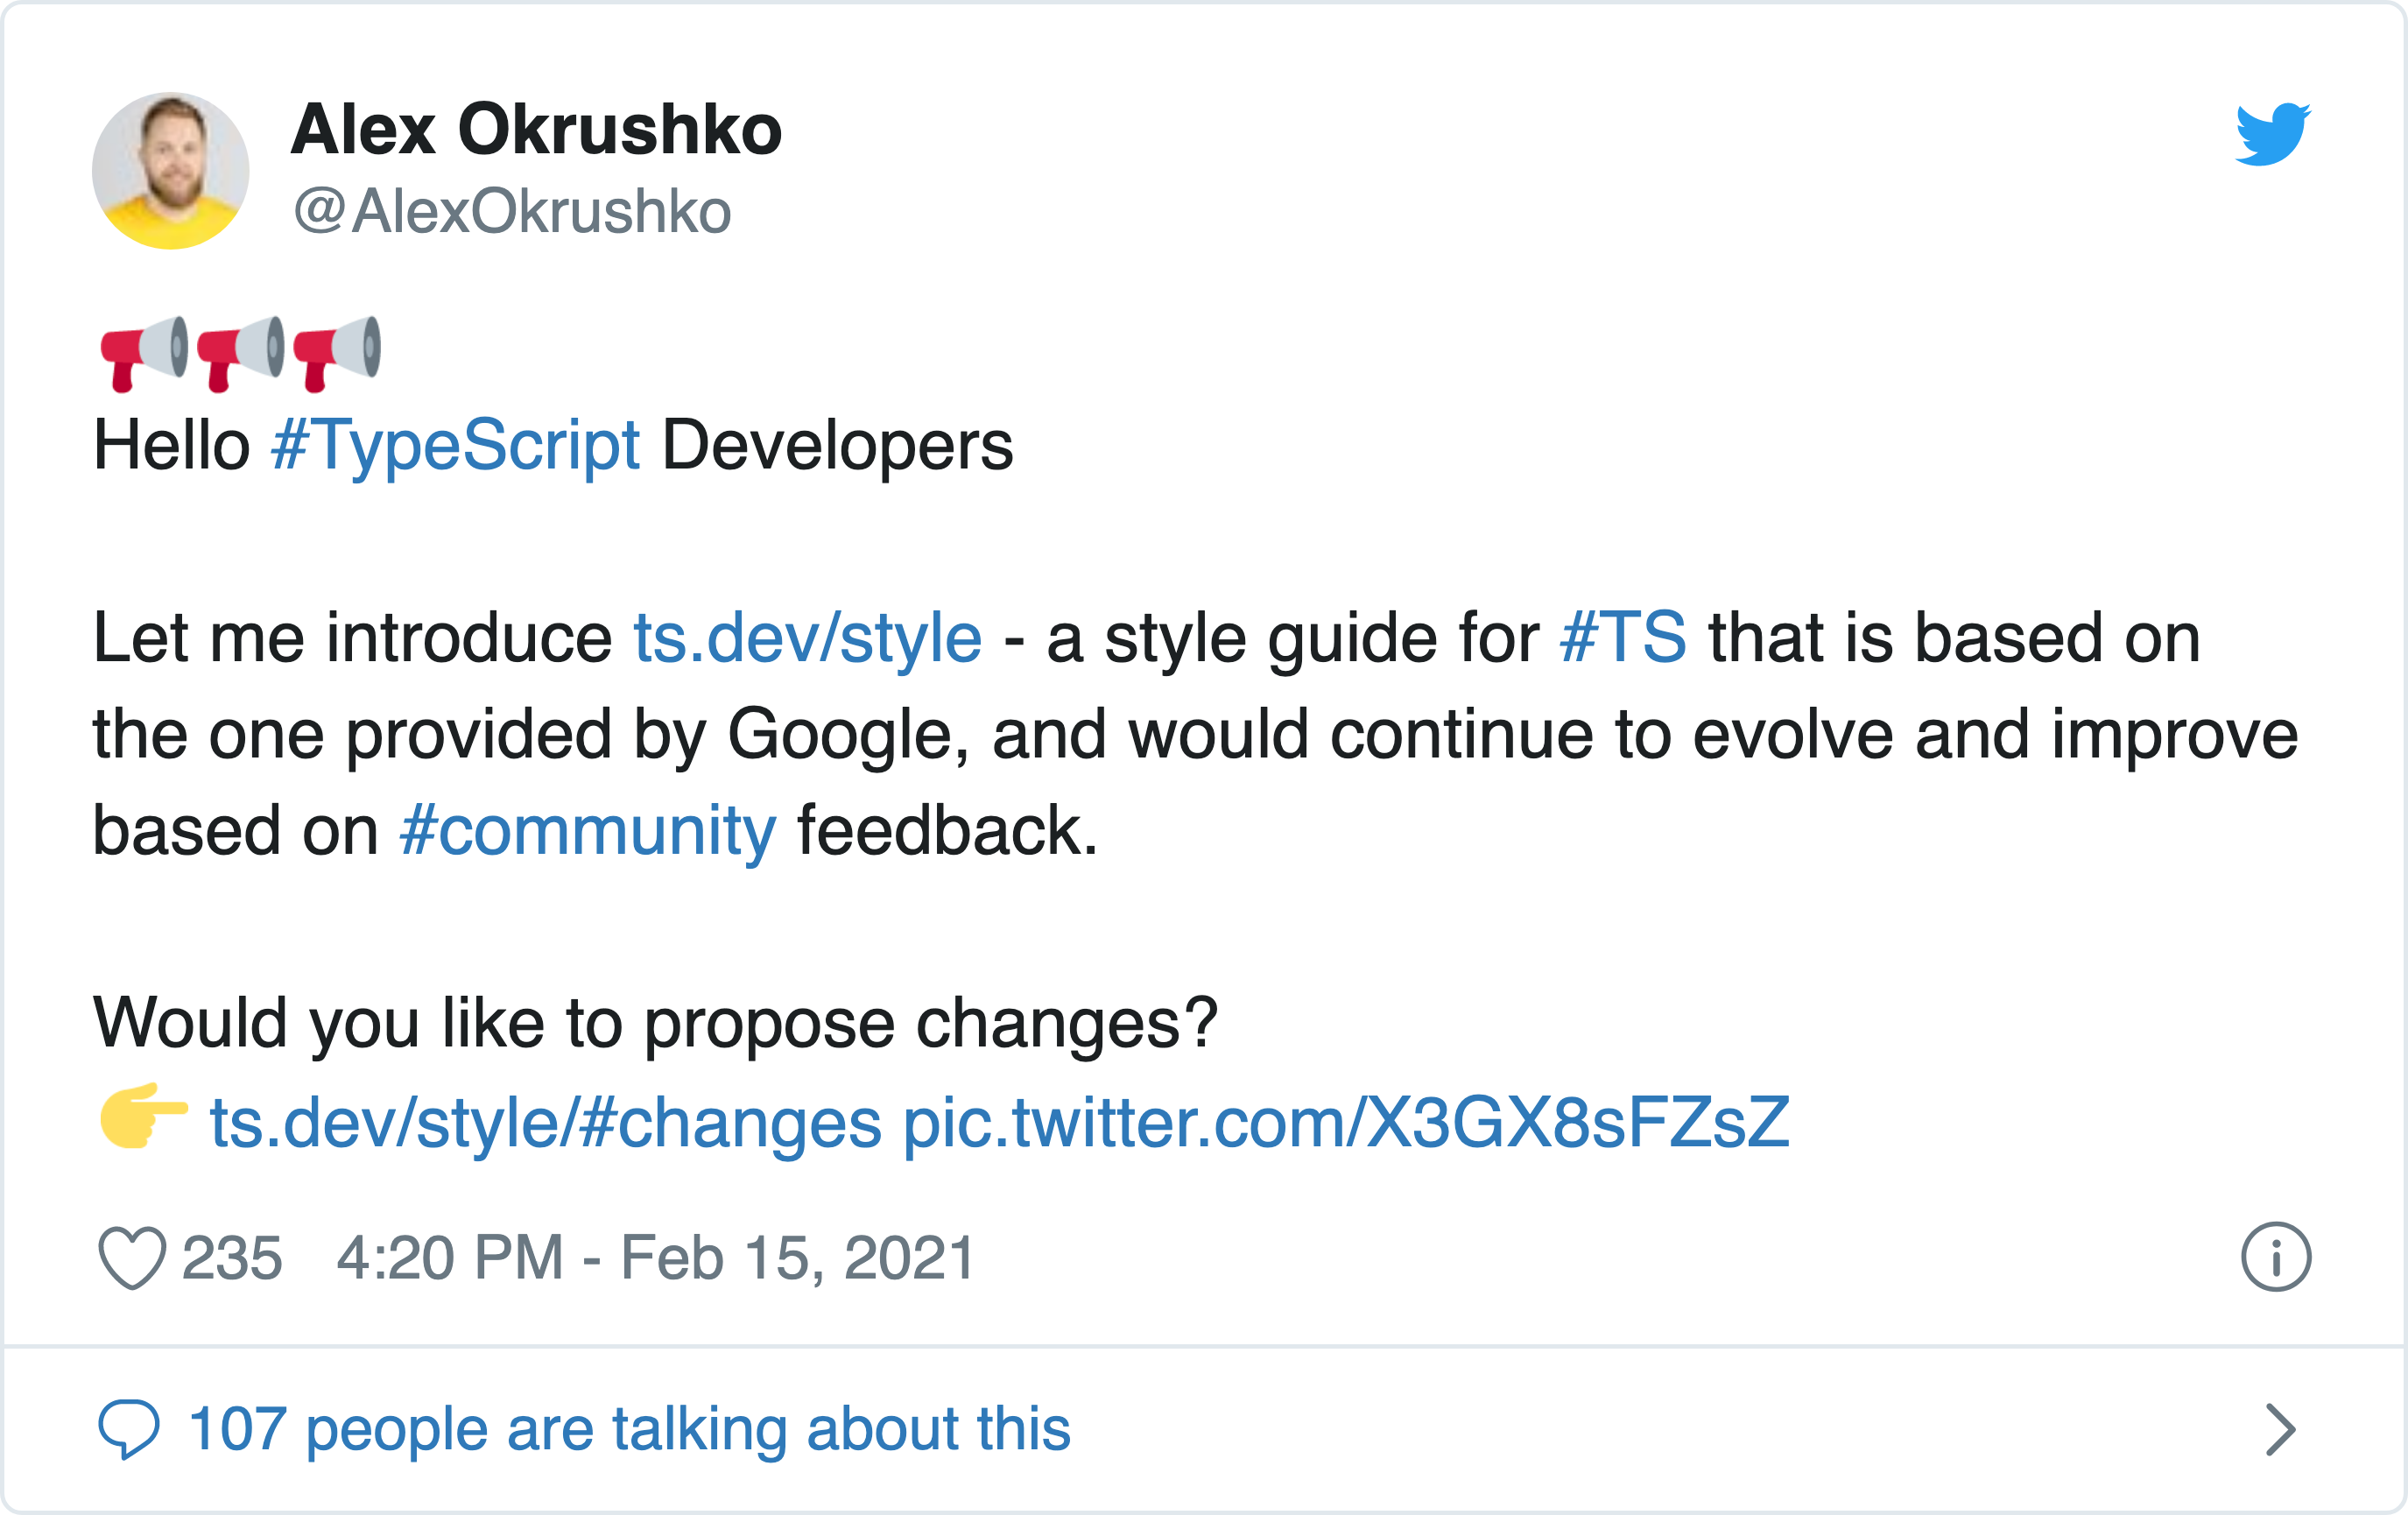 Alex Okrushko
@AlexOkrushko
📢📢📢
Hello #TypeScript Developers
Let me introduce ts.dev/style - a style guide for #TS that is based on
the one provided by Google, and would continue to evolve and improve
based on #community feedback.
Would you like to propose changes?
👉 ts.dev/style/#changes pic.twitter.com/X3GX8sFZsZ
235 4:20 PM - Feb 15, 2021
107 people are talking about this